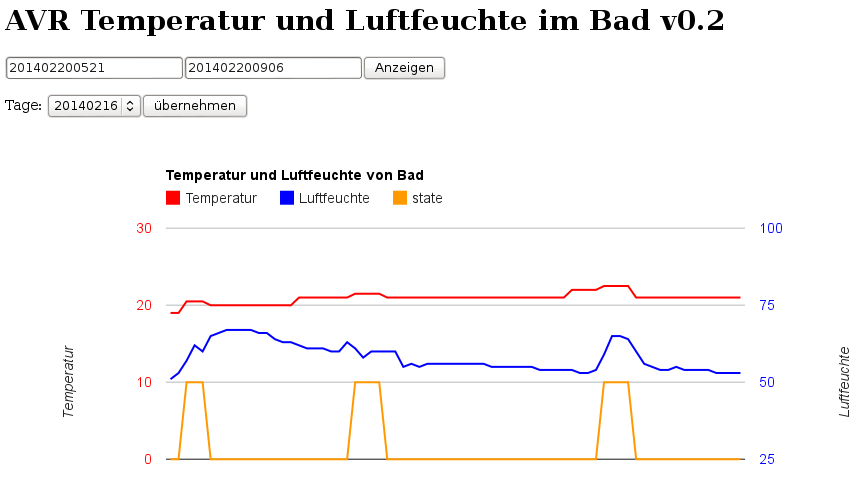 AVR Temperatur und Luftfeuchte im Bad v0.2
201402200521 201402200906 Anzeigen
Tage: 20140216 übernehmen
Temperatur und Luftfeuchte von Bad
Temperatur Luftfeuchte state
30 100
20 75
10 50
0 25
Temperatur
Luftfeuchte